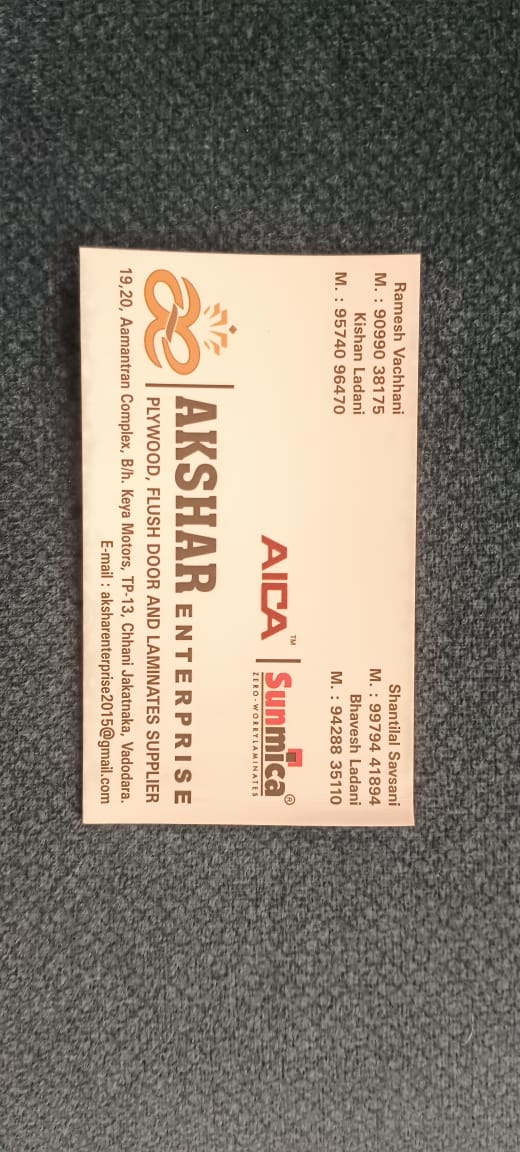 Ramesh Vachhani
M. : 90990 38175
Kishan Ladani
M. : 95740 96470
Shantilal Savsani
M. : 99794 41894
Bhavesh Ladani
M. : 94288 35110
AICA™ | Sunmica®
ZERO-WORRY LAMINATES
ae
AKSHAR ENTERPRISE
PLYWOOD, FLUSH DOOR AND LAMINATES SUPPLIER
19,20, Aamantran Complex, B/h. Keya Motors, TP-13, Chhani Jakatnaka, Vadodara.
E-mail : aksharenterprise2015@gmail.com